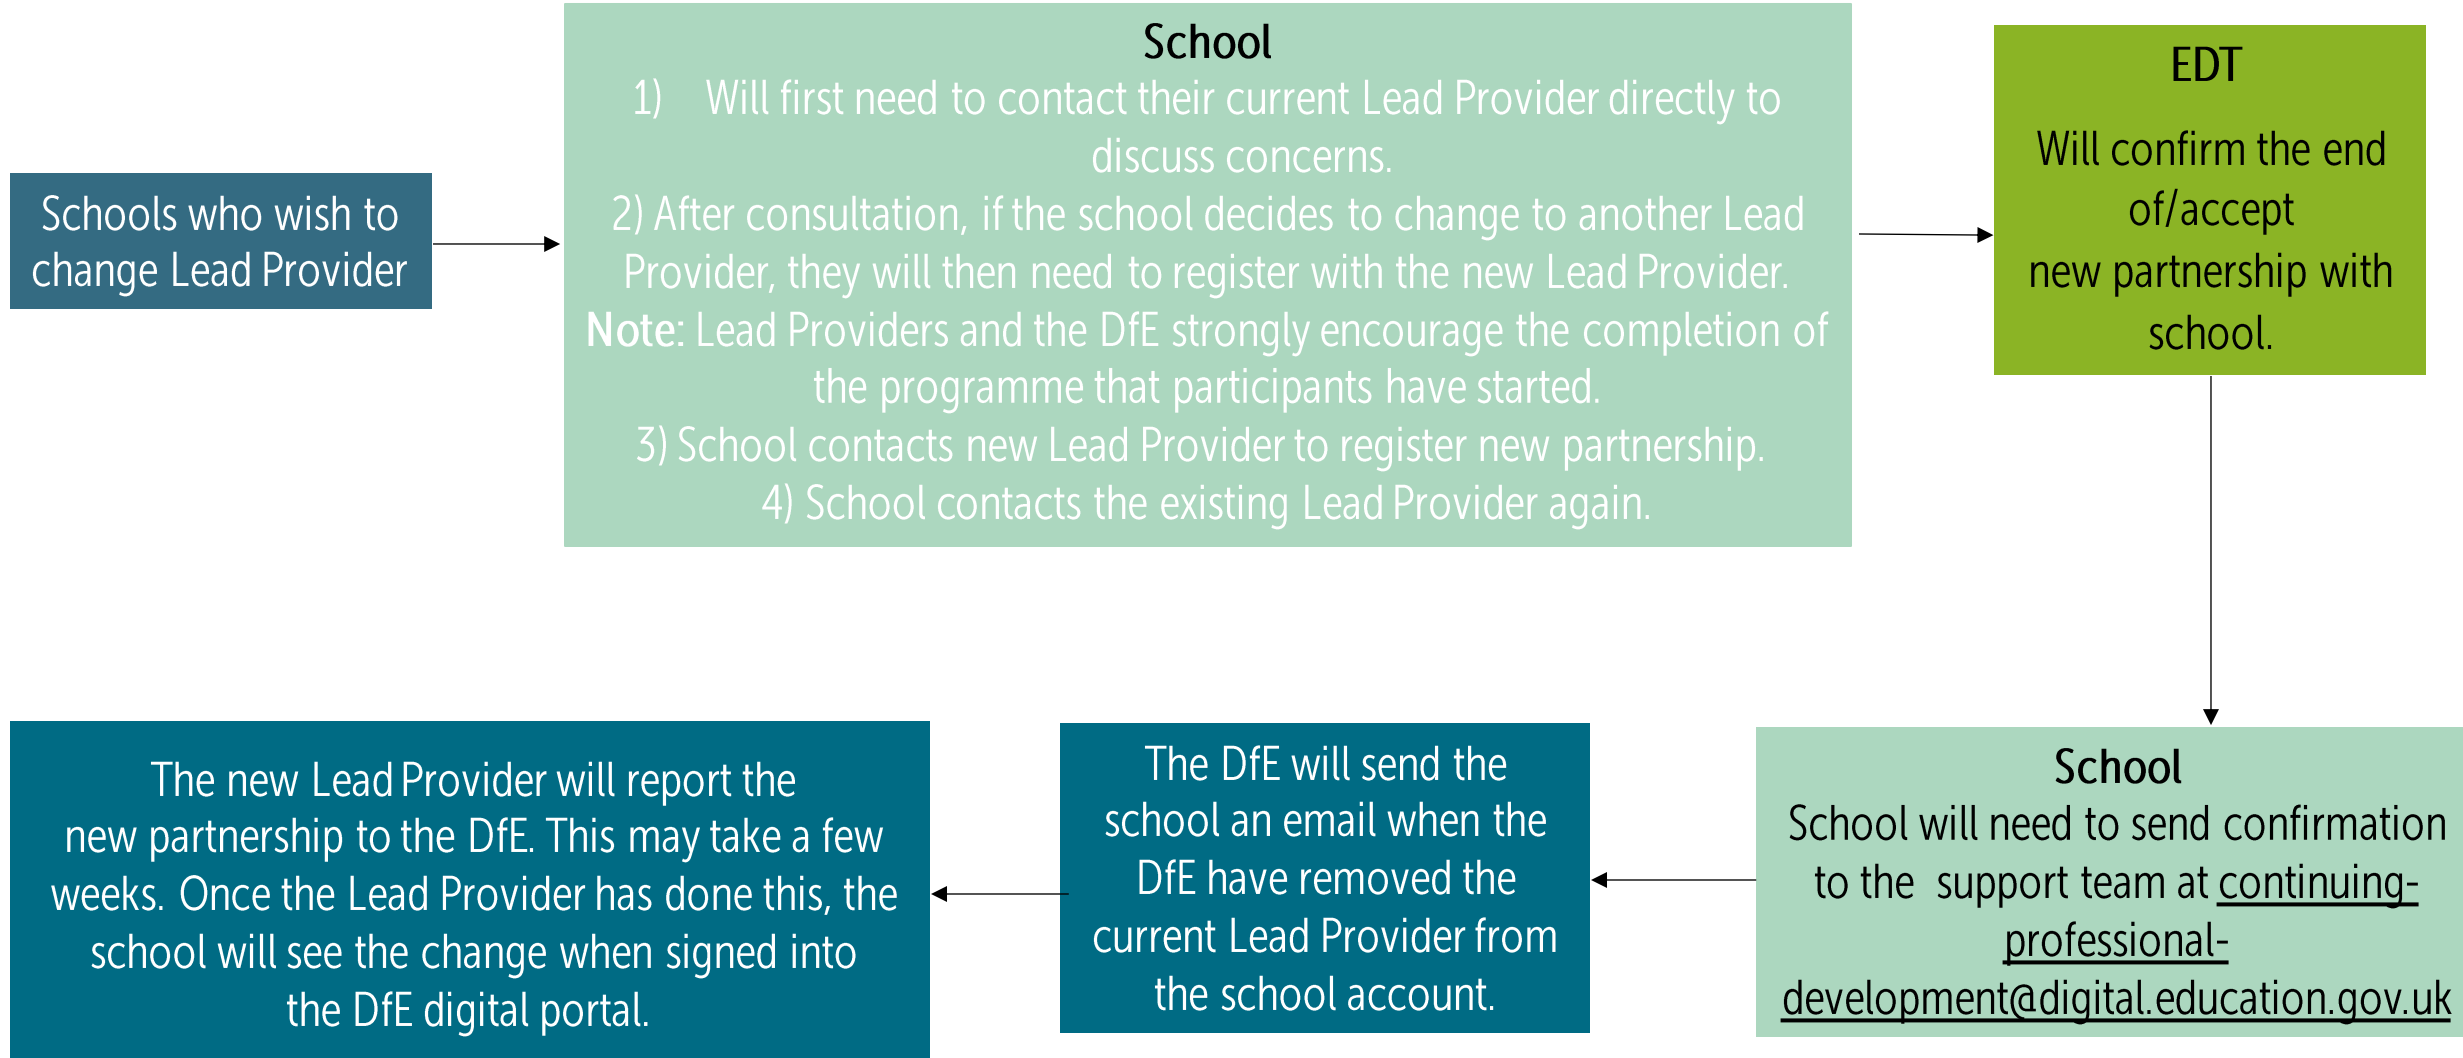 Schools who wish to
change Lead Provider
School
1) Will first need to contact their current Lead Provider directly to
discuss concerns.
2) After consultation, if the school decides to change to another Lead
Provider, they will then need to register with the new Lead Provider.
Note: Lead Providers and the DfE strongly encourage the completion of
the programme that participants have started.
3) School contacts new Lead Provider to register new partnership.
4) School contacts the existing Lead Provider again.
EDT
Will confirm the end
of/accept
new partnership with
school.
School
School will need to send confirmation
to the support team at continuing-
professional-
development@digital.education.gov.uk
The DfE will send the
school an email when the
DfE have removed the
current Lead Provider from
the school account.
The new Lead Provider will report the
new partnership to the DfE. This may take a few
weeks. Once the Lead Provider has done this, the
school will see the change when signed into
the DfE digital portal.